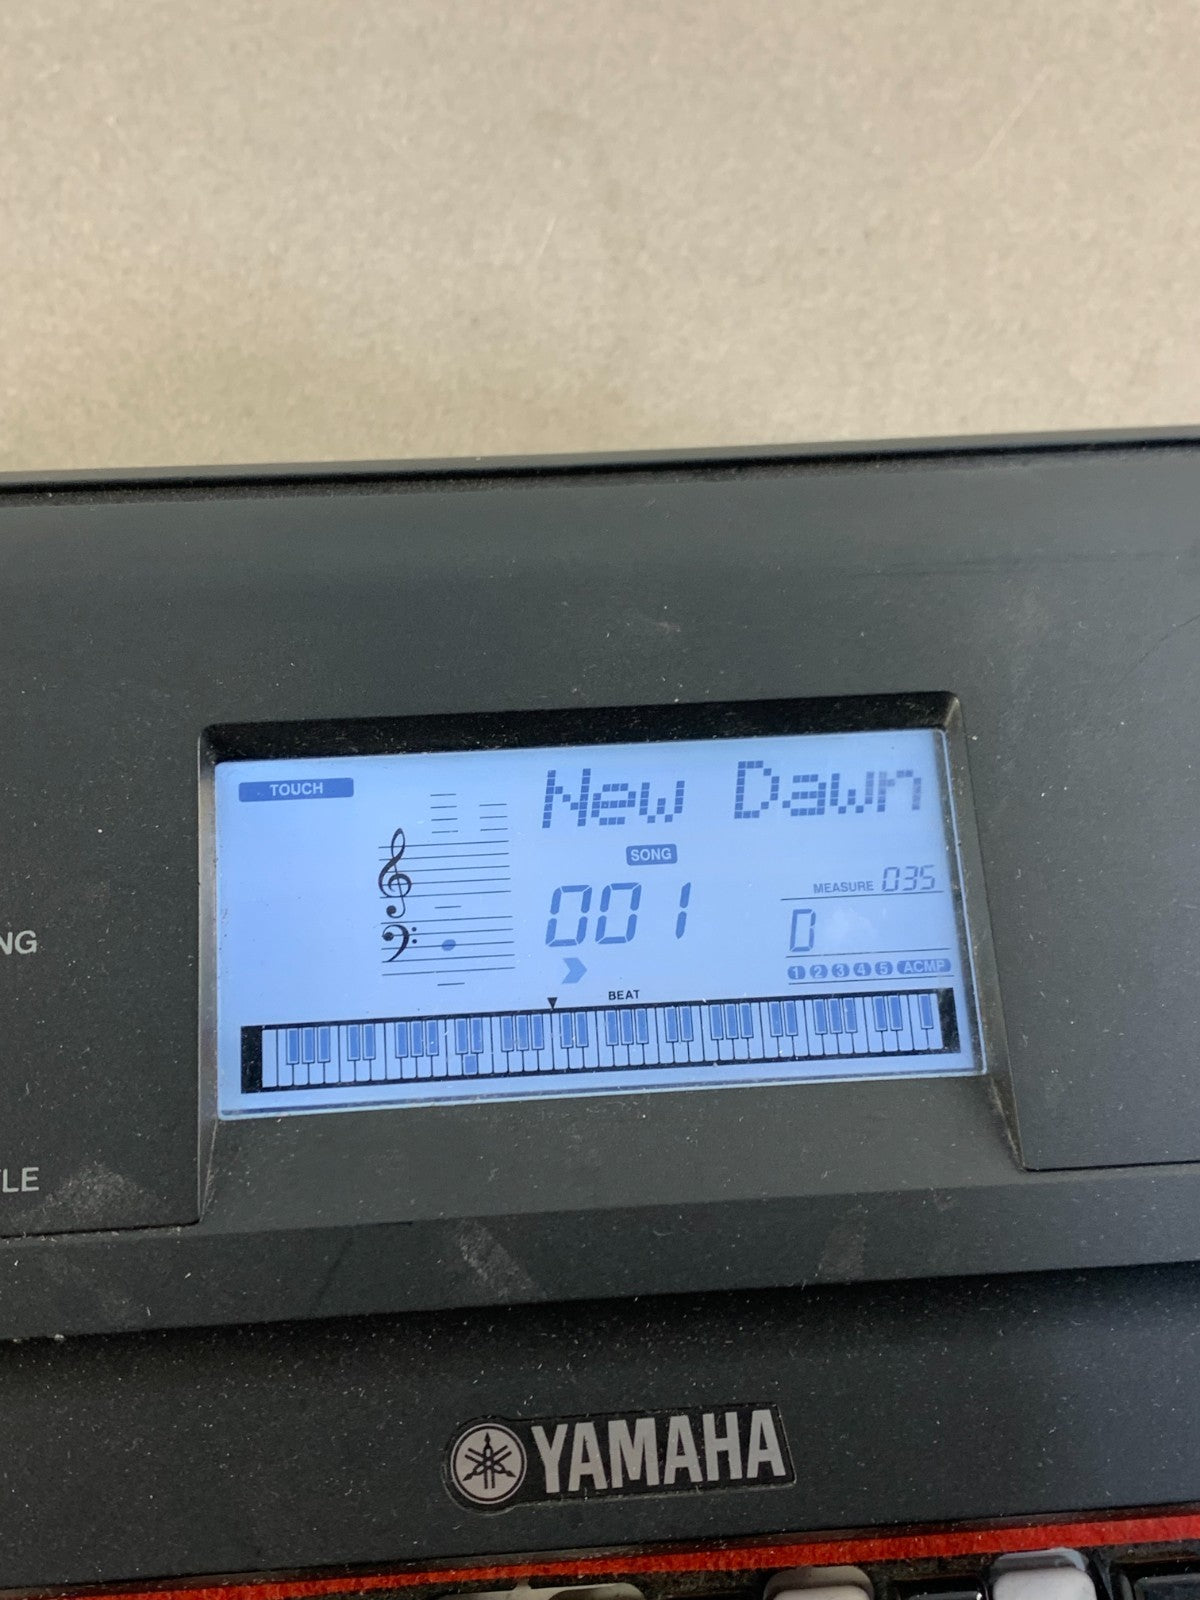 TOUCH
New Dawn
SONG
001
MEASURE 035
D
1 2 3 4 5 ACMP
BEAT
NG
LE
YAMAHA